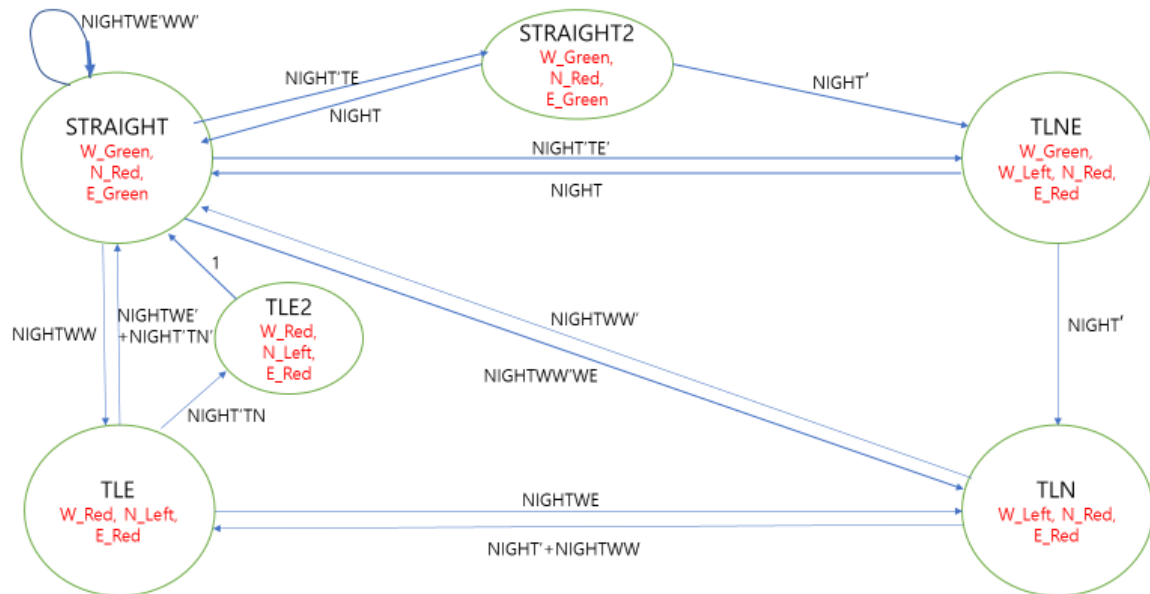 NIGHTWE'WW'
STRAIGHT2
W_Green,
N_Red,
E_Green
NIGHT'TE
NIGHT
NIGHT'
STRAIGHT
W_Green,
N_Red,
E_Green
TLNE
W_Green,
W_Left, N_Red,
E_Red
NIGHT'TE'
NIGHT
1
NIGHTWW
NIGHTWE'
+NIGHT'TN'
TLE2
W_Red,
N_Left,
E_Red
NIGHTWW'
NIGHTWW'WE
NIGHT'
NIGHT'TN
TLE
W_Red, N_Left,
E_Red
NIGHTWE
NIGHT'+NIGHTWW
TLN
W_Left, N_Red,
E_Red